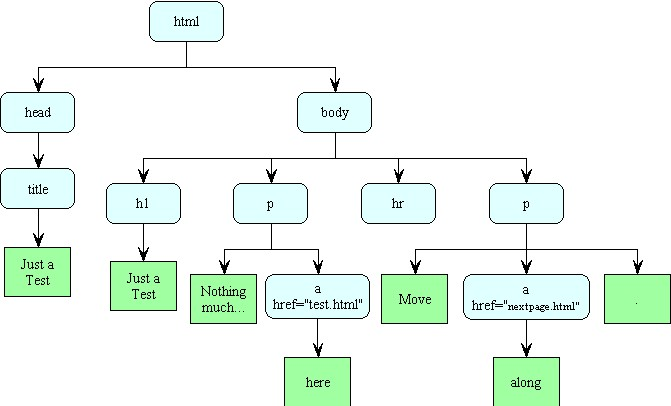 html
head
body
title
h1
p
hr
p
Just a
Test
Just a
Test
Nothing
much...
a
href="test.html"
Move
a
href="nextpage.html"
.
here
along